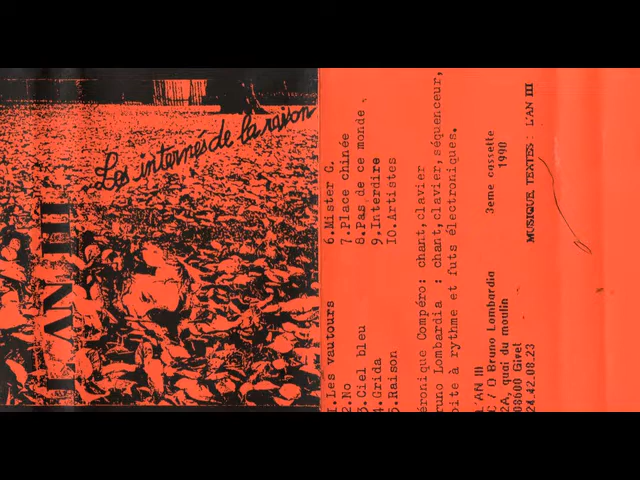 Les internés de la raison
L'AN III
1.Les vautours
2.No
3.Ciel bleu
4.Guida
5.Raison
6.Mister G.
7.Place chinée
8.Pas de ce monde
9.Interdire
10.Artistes
éronique Compéro: chant,clavier
runo Lombardia : chant,clavier,séquenceur,
oite à rythme et futs électroniques.
L'AN III
C / O Bruno Lombardia
2A, quai du moulin
08600 Givet
24.42.08.23
3eme cassette
1990
MUSIQUE, TEXTES : L'AN III